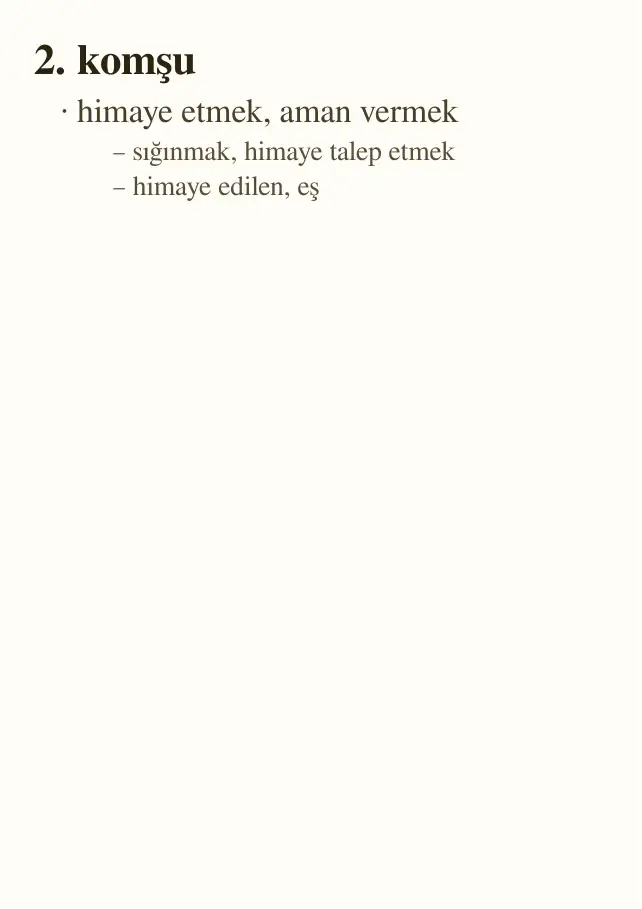 2. komşu
· himaye etmek, aman vermek
– sığınmak, himaye talep etmek
– himaye edilen, eş